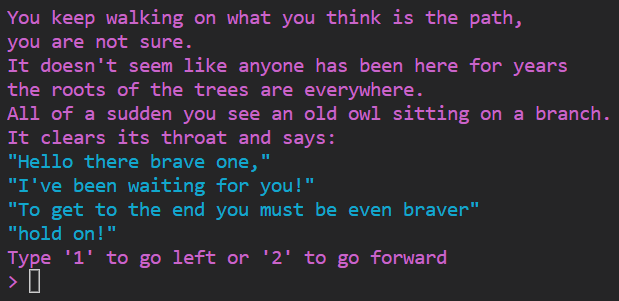 You keep walking on what you think is the path,
you are not sure.
It doesn't seem like anyone has been here for years
the roots of the trees are everywhere.
All of a sudden you see an old owl sitting on a branch.
It clears its throat and says:
"Hello there brave one,"
"I've been waiting for you!"
"To get to the end you must be even braver"
"hold on!"
Type '1' to go left or '2' to go forward
>